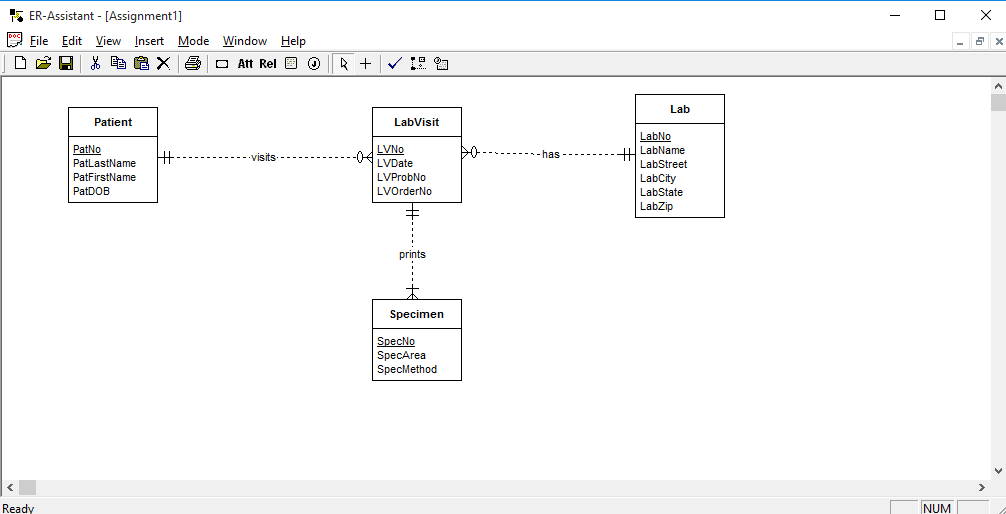 ER-Assistant - [Assignment1]
File Edit View Insert Mode Window Help
Att Rel
Patient
PatNo
PatLastName
PatFirstName
PatDOB
visits
LabVisit
LVNo
LVDate
LVProbNo
LVOrderNo
has
Lab
LabNo
LabName
LabStreet
LabCity
LabState
LabZip
prints
Specimen
SpecNo
SpecArea
SpecMethod
Ready NUM